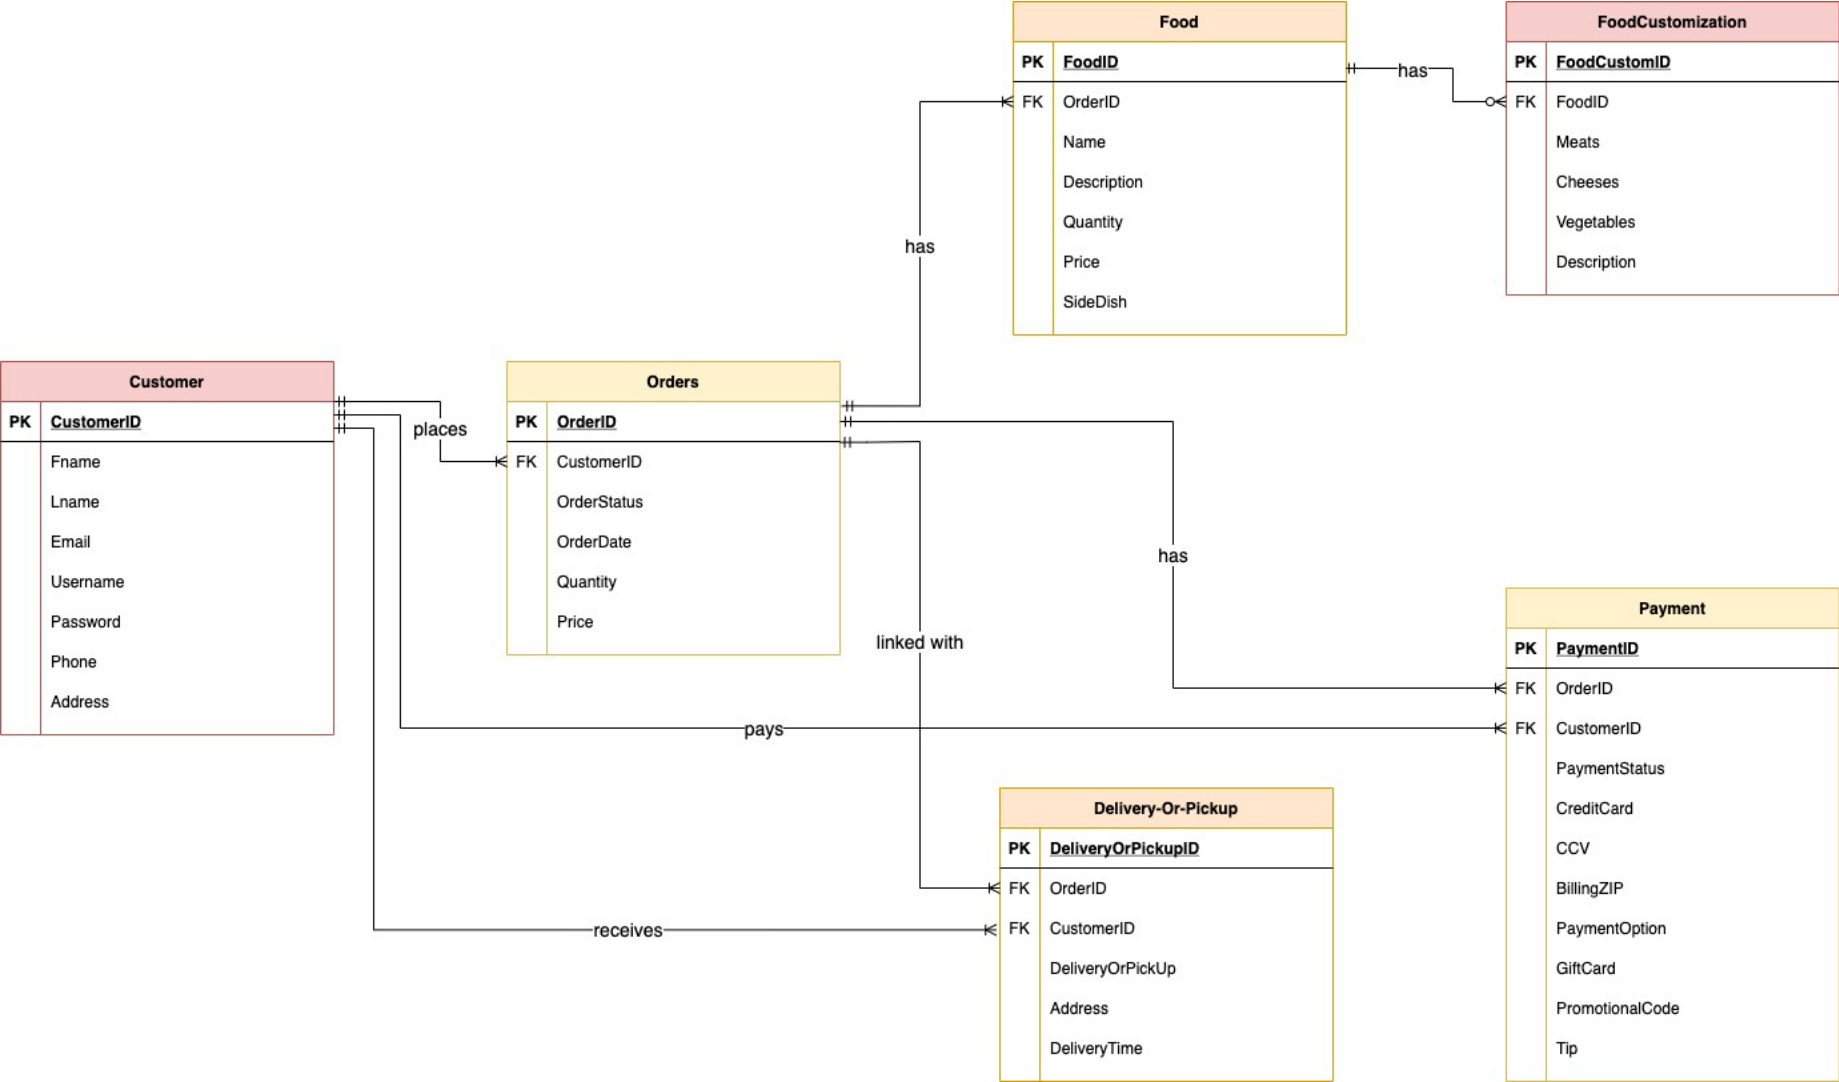 Food
PK FoodID
FK OrderID
Name
Description
Quantity
Price
SideDish
has
FoodCustomization
PK FoodCustomID
FK FoodID
Meats
Cheeses
Vegetables
Description
has
Customer
PK CustomerID
Fname
Lname
Email
Username
Password
Phone
Address
places
Orders
PK OrderID
FK CustomerID
OrderStatus
OrderDate
Quantity
Price
has
linked with
pays
receives
Payment
PK PaymentID
FK OrderID
FK CustomerID
PaymentStatus
CreditCard
CCV
BillingZIP
PaymentOption
GiftCard
PromotionalCode
Tip
Delivery-Or-Pickup
PK DeliveryOrPickupID
FK OrderID
FK CustomerID
DeliveryOrPickUp
Address
DeliveryTime